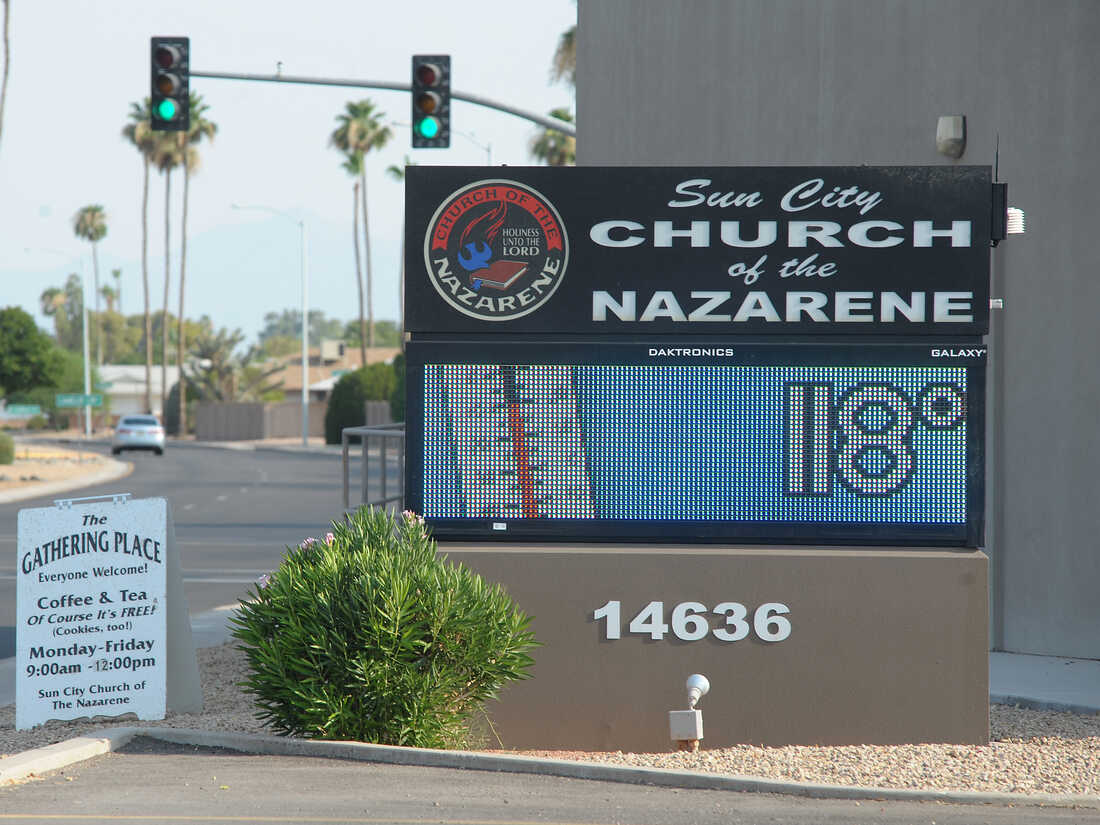 Sun City
CHURCH
of the
NAZARENE
CHURCH OF THE
NAZARENE
HOLINESS
UNTO THE
LORD
DAKTRONICS
GALAXY®
118°
14636
The
GATHERING PLACE
Everyone Welcome!
Coffee & Tea
Of Course It's FREE!
(Cookies, too!)
Monday-Friday
9:00am -12:00pm
Sun City Church of
The Nazarene